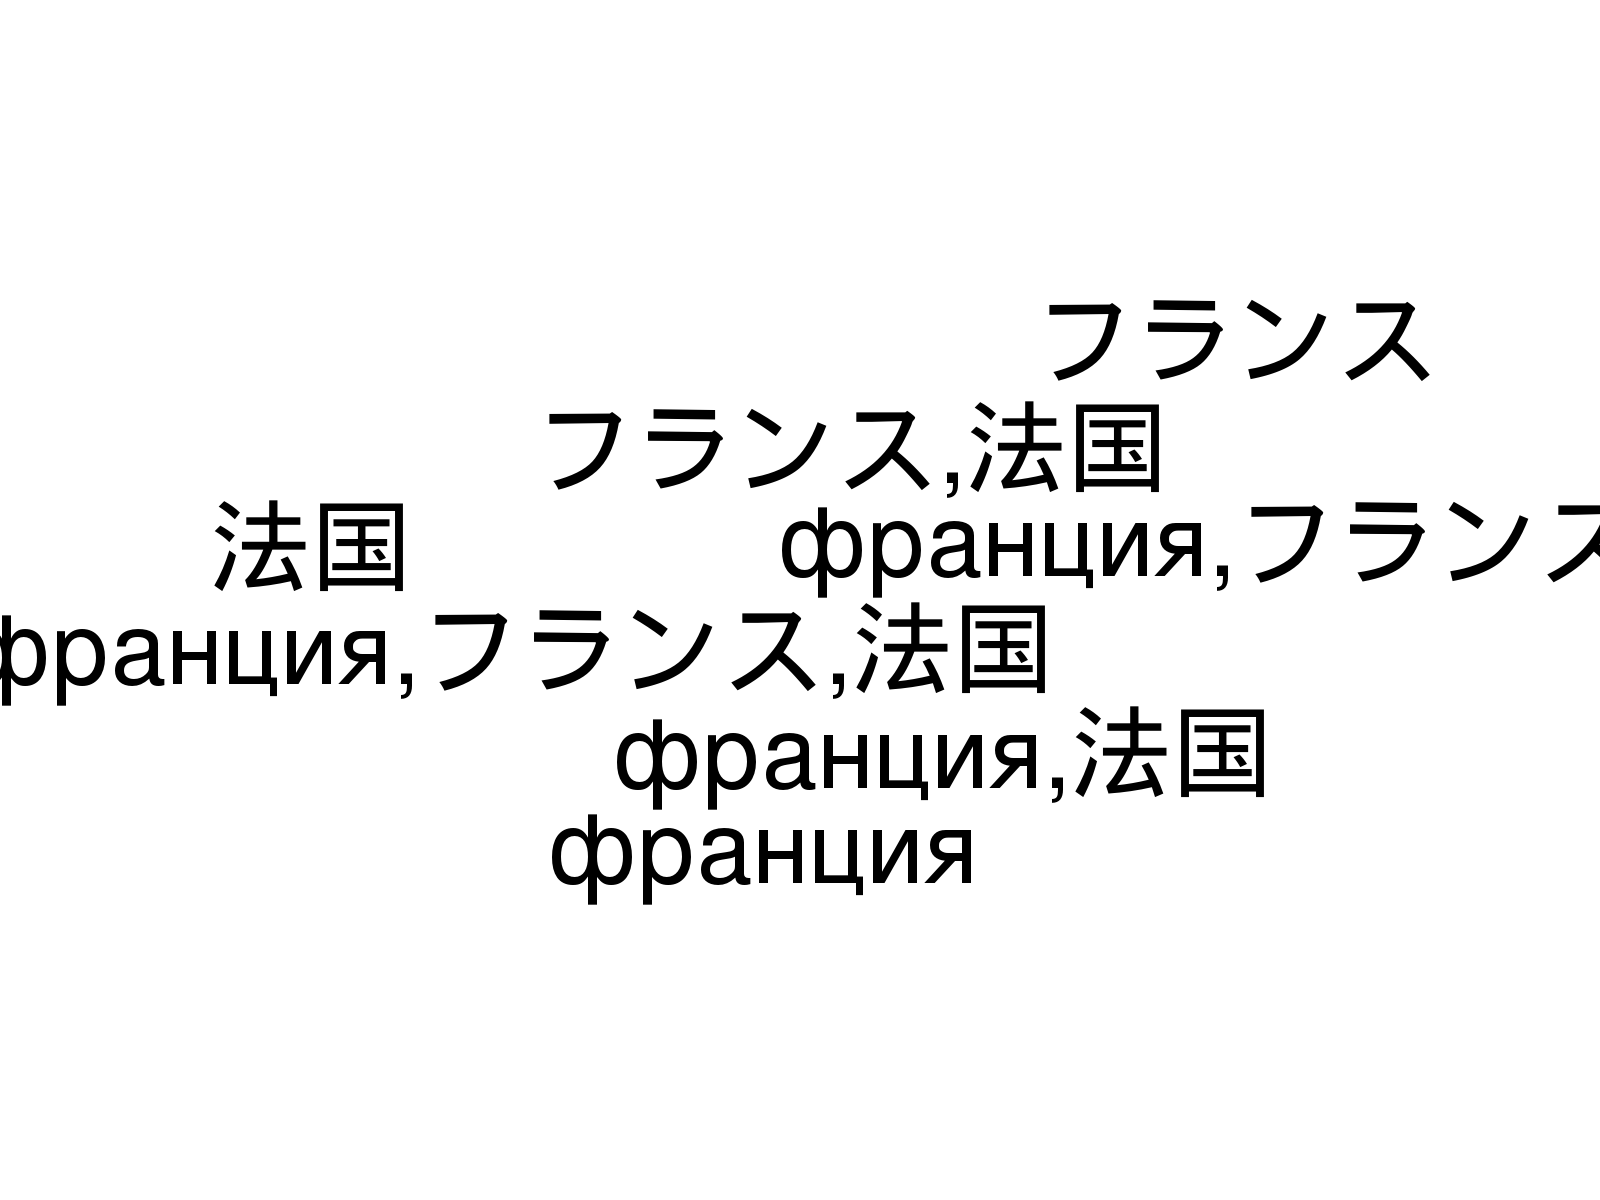 フランス
フランス,法国
法国
франция,フランス
франция,フランス,法国
франция,法国
франция